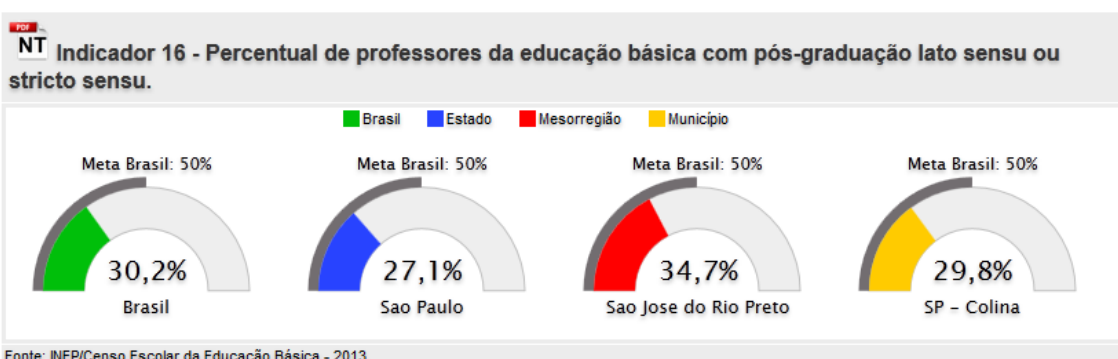 PDF
NT Indicador 16 - Percentual de professores da educação básica com pós-graduação lato sensu ou
stricto sensu.
Brasil Estado Mesorregião Município
Meta Brasil: 50% Meta Brasil: 50% Meta Brasil: 50% Meta Brasil: 50%
30,2% 27,1% 34,7% 29,8%
Brasil Sao Paulo Sao Jose do Rio Preto SP - Colina
Fonte: INEP/Censo Escolar da Educação Básica - 2013